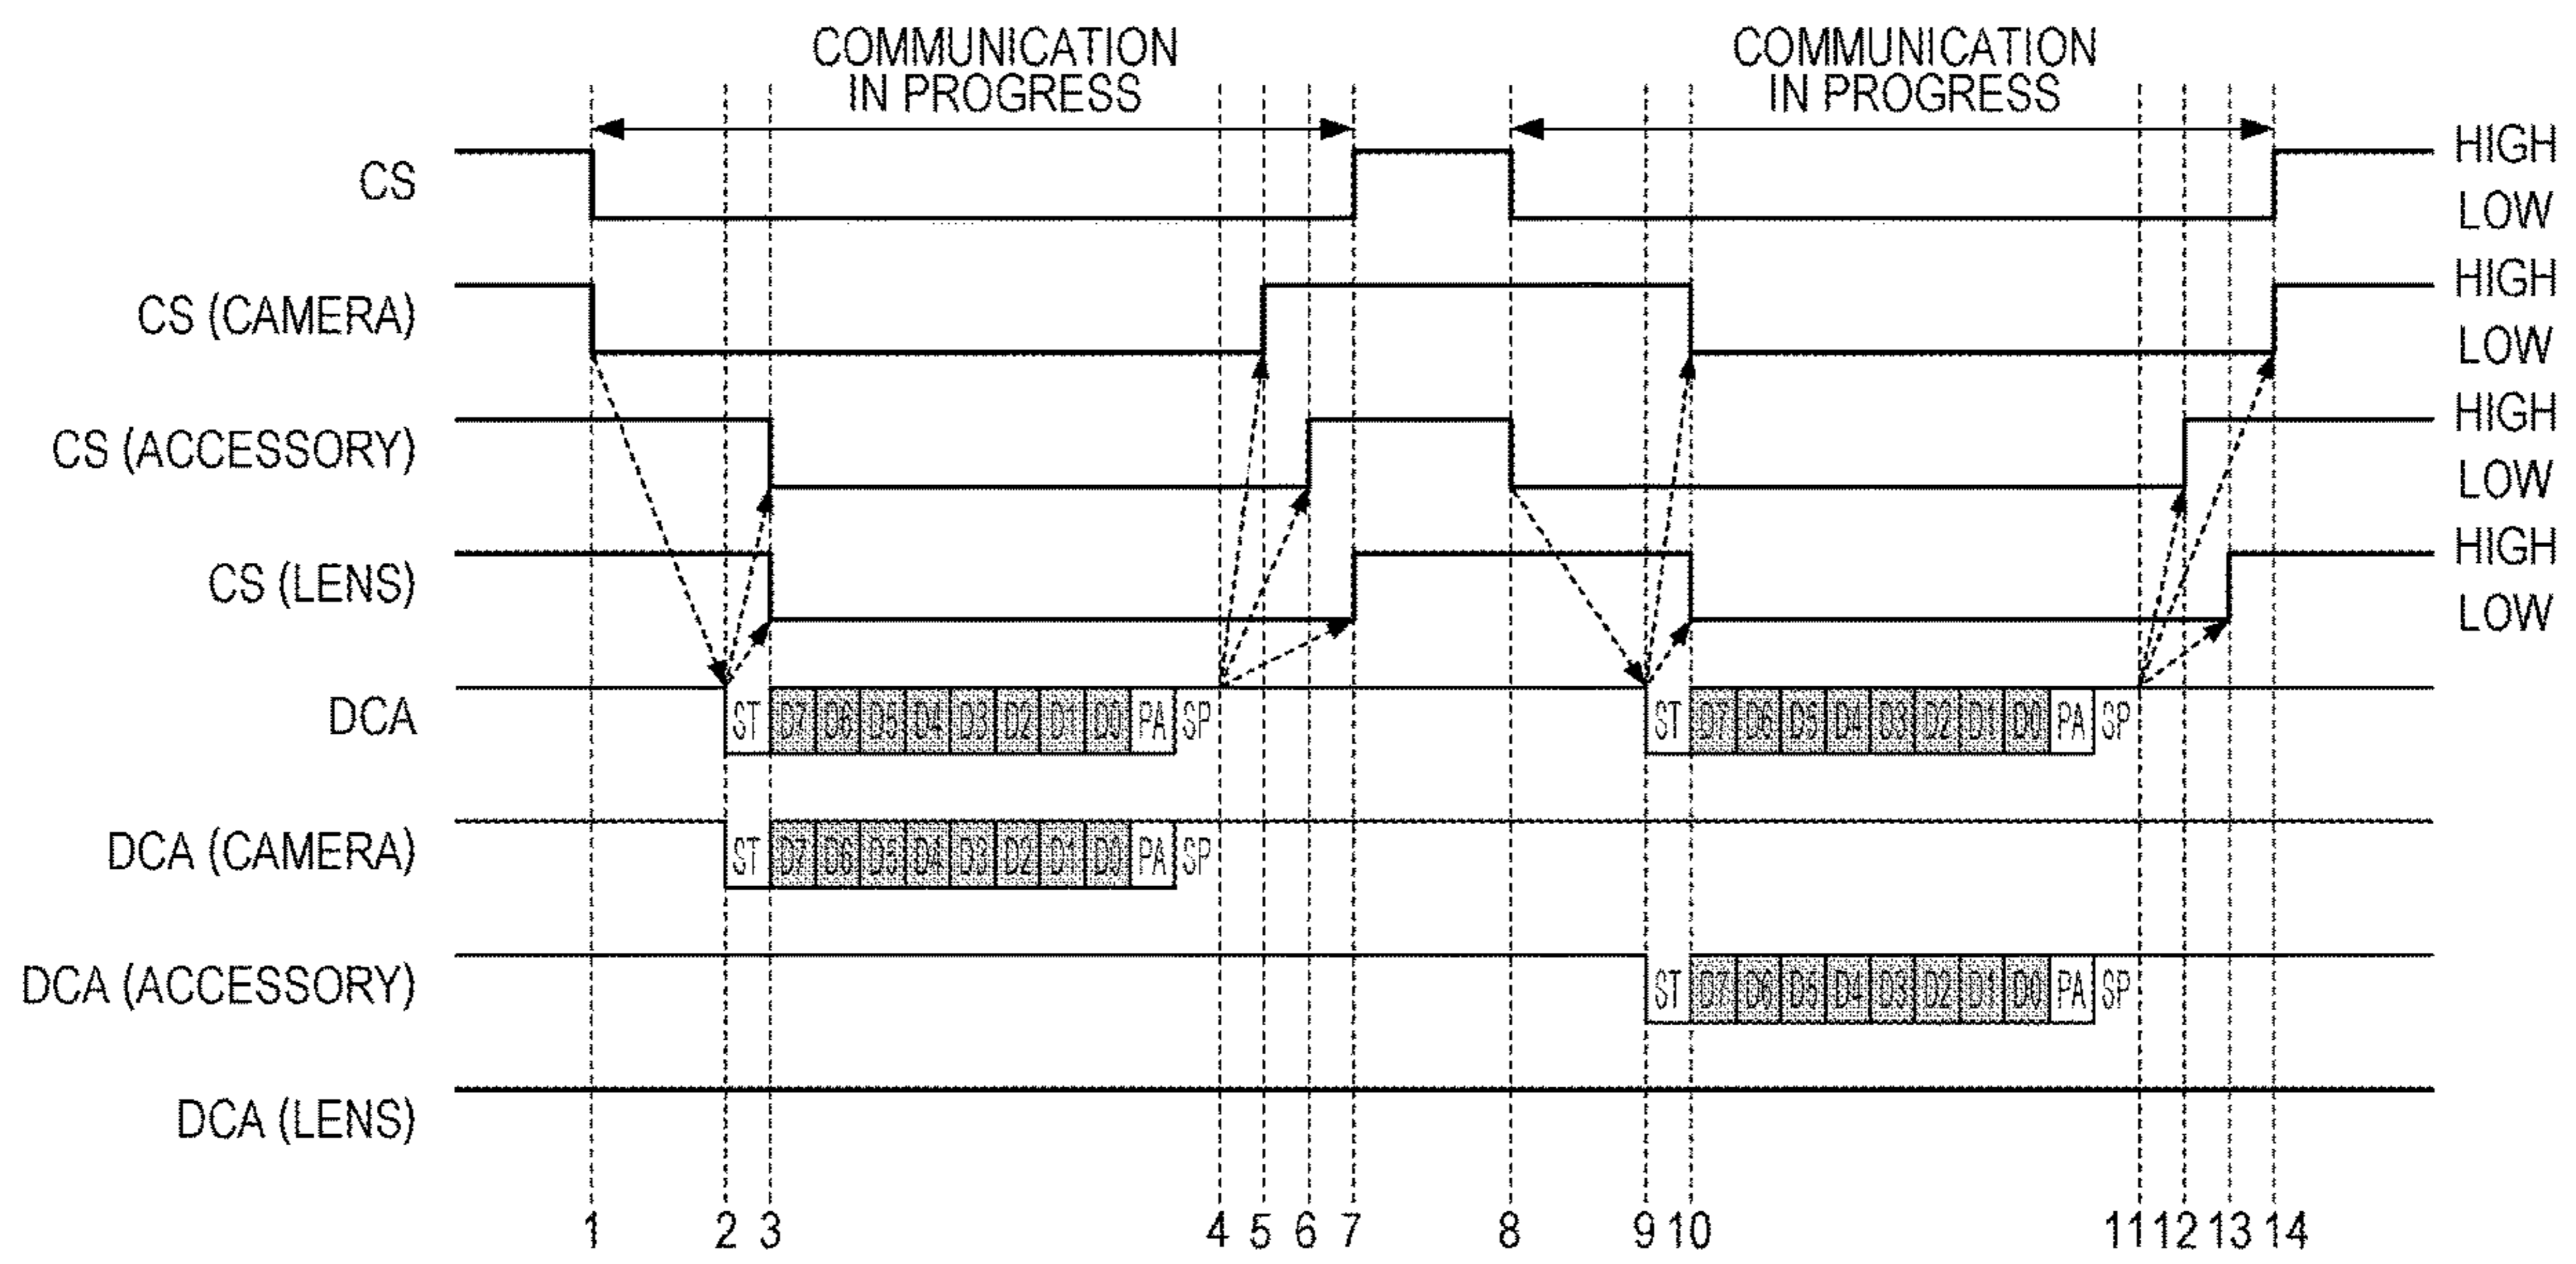 COMMUNICATION IN PROGRESS COMMUNICATION IN PROGRESS
CS HIGH LOW
CS (CAMERA) HIGH LOW
CS (ACCESSORY) HIGH LOW
CS (LENS) HIGH LOW
DCA ST D7 D6 D5 D4 D3 D2 D1 D0 PA SP ST D7 D6 D5 D4 D3 D2 D1 D0 PA SP
DCA (CAMERA) ST D7 D6 D5 D4 D3 D2 D1 D0 PA SP
DCA (ACCESSORY) ST D7 D6 D5 D4 D3 D2 D1 D0 PA SP
DCA (LENS)
1 2 3 4 5 6 7 8 9 10 11 12 13 14